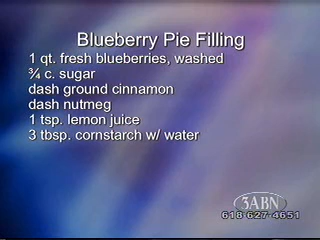 Blueberry Pie Filling
1 qt. fresh blueberries, washed
¾ c. sugar
dash ground cinnamon
dash nutmeg
1 tsp. lemon juice
3 tbsp. cornstarch w/ water
3ABN
618-627-4651